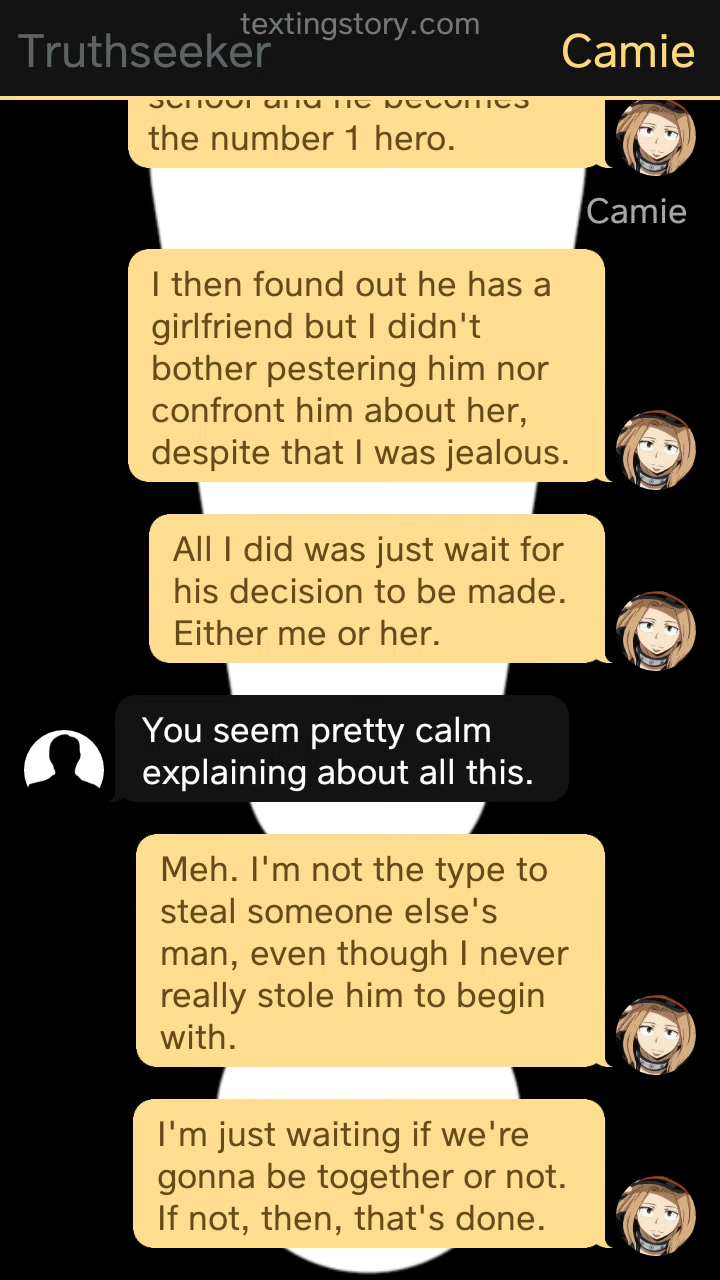 textingstory.com
Truthseeker
Camie
school and he becomes
the number 1 hero.
Camie
I then found out he has a
girlfriend but I didn't
bother pestering him nor
confront him about her,
despite that I was jealous.
All I did was just wait for
his decision to be made.
Either me or her.
You seem pretty calm
explaining about all this.
Meh. I'm not the type to
steal someone else's
man, even though I never
really stole him to begin
with.
I'm just waiting if we're
gonna be together or not.
If not, then, that's done.